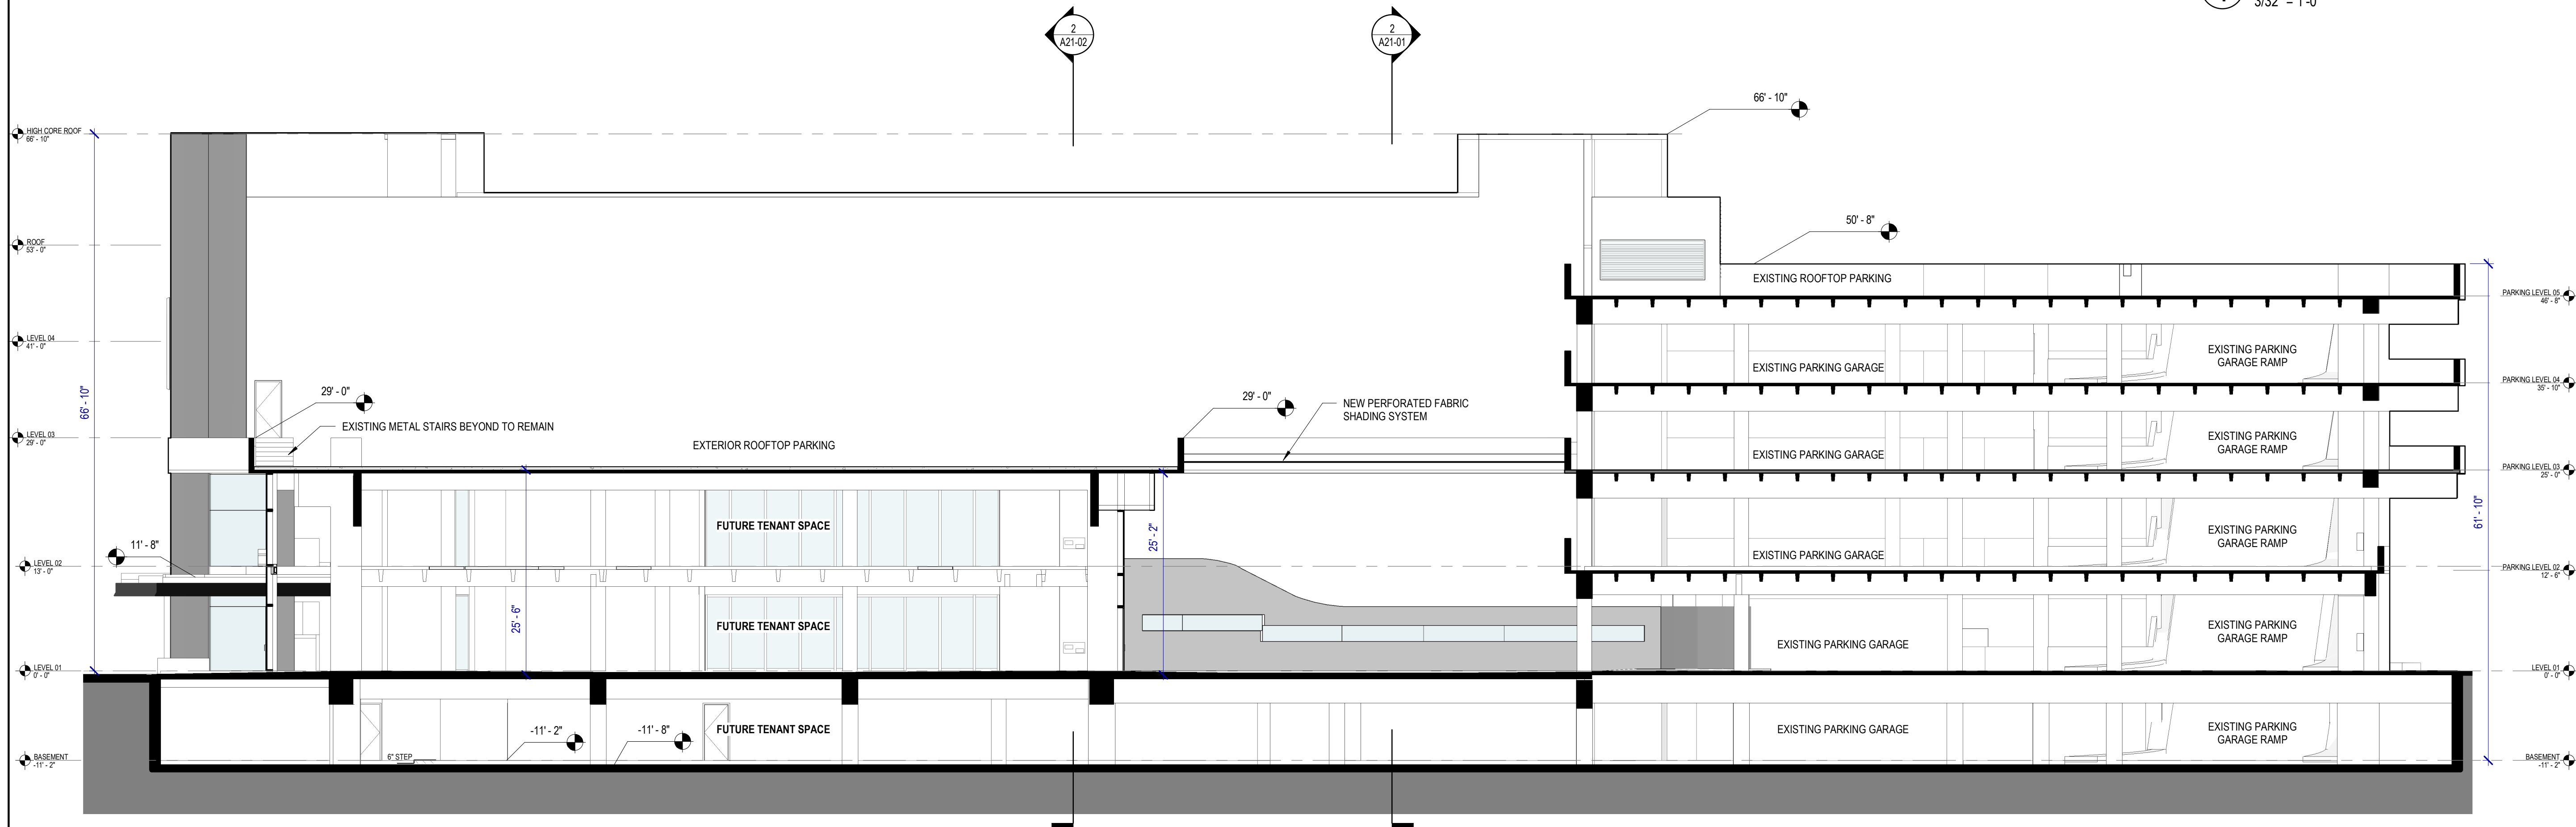 3/32" = 1'-0"
2
A21-02
2
A21-01
66' - 10"
HIGH CORE ROOF
66' - 10"
50' - 8"
ROOF
53' - 0"
EXISTING ROOFTOP PARKING
PARKING LEVEL 05
46' - 8"
LEVEL 04
41' - 0"
EXISTING PARKING
GARAGE RAMP
EXISTING PARKING GARAGE
PARKING LEVEL 04
35' - 10"
66' - 10"
29' - 0"
29' - 0"
NEW PERFORATED FABRIC
SHADING SYSTEM
EXISTING METAL STAIRS BEYOND TO REMAIN
LEVEL 03
29' - 0"
EXTERIOR ROOFTOP PARKING
EXISTING PARKING
GARAGE RAMP
EXISTING PARKING GARAGE
PARKING LEVEL 03
25' - 0"
61' - 10"
FUTURE TENANT SPACE
25' - 2"
EXISTING PARKING
GARAGE RAMP
11' - 8"
EXISTING PARKING GARAGE
LEVEL 02
13' - 0"
PARKING LEVEL 02
12' - 6"
25' - 6"
FUTURE TENANT SPACE
EXISTING PARKING
GARAGE RAMP
EXISTING PARKING GARAGE
LEVEL 01
0' - 0"
LEVEL 01
0' - 0"
-11' - 2"
-11' - 8"
FUTURE TENANT SPACE
EXISTING PARKING GARAGE
EXISTING PARKING
GARAGE RAMP
6" STEP
BASEMENT
-11' - 2"
BASEMENT
-11' - 2"